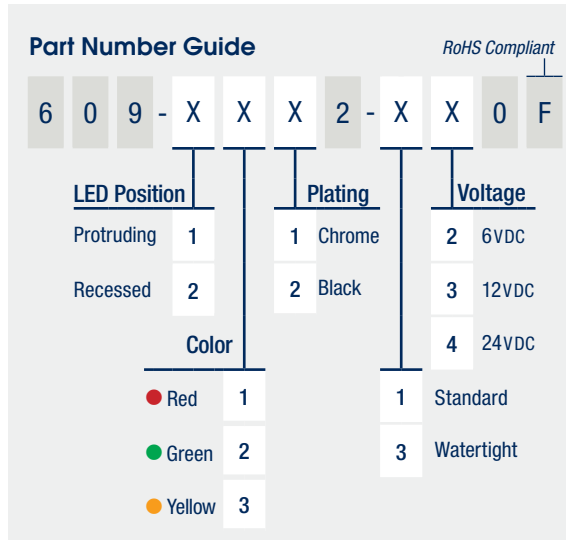 Part Number Guide
RoHS Compliant
6 0 9 - X X X 2 - X X 0 F
LED Position
Protruding 1
Recessed 2
Plating
1 Chrome
2 Black
Voltage
2 6VDC
3 12VDC
4 24VDC
Color
Red 1
Green 2
Yellow 3
1 Standard
3 Watertight